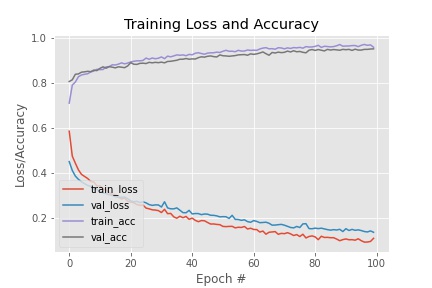 Training Loss and Accuracy
1.0
0.8
0.6
0.4
0.2
Loss/Accuracy
train_loss
val_loss
train_acc
val_acc
0 20 40 60 80 100
Epoch #